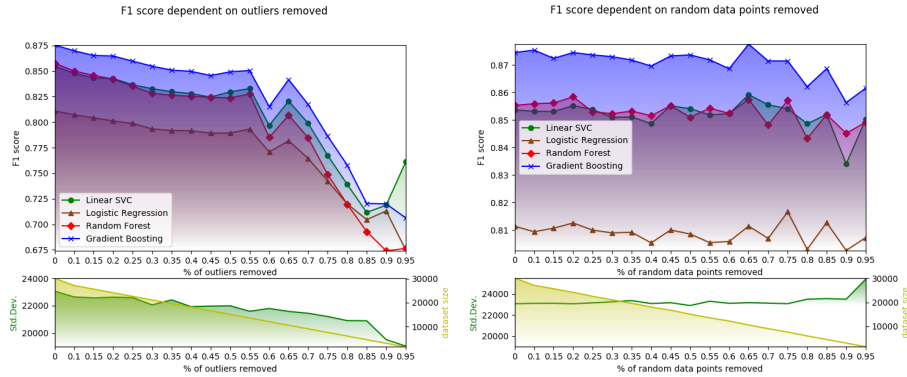 F1 score dependent on outliers removed
0.875
0.850
0.825
0.800
0.775
0.750
0.725
0.700
0.675
F1 score
Linear SVC
Logistic Regression
Random Forest
Gradient Boosting
0 0.1 0.15 0.2 0.25 0.3 0.35 0.4 0.45 0.5 0.55 0.6 0.65 0.7 0.75 0.8 0.85 0.9 0.95
% of outliers removed
24000
22000
20000
Std.Dev.
30000
20000
10000
dataset size
0 0.1 0.15 0.2 0.25 0.3 0.35 0.4 0.45 0.5 0.55 0.6 0.65 0.7 0.75 0.8 0.85 0.9 0.95
% of outliers removed
F1 score dependent on random data points removed
0.87
0.86
0.85
0.84
0.83
0.82
0.81
F1 score
Linear SVC
Logistic Regression
Random Forest
Gradient Boosting
0 0.1 0.15 0.2 0.25 0.3 0.35 0.4 0.45 0.5 0.55 0.6 0.65 0.7 0.75 0.8 0.85 0.9 0.95
% of random data points removed
24000
22000
20000
Std.Dev.
30000
20000
10000
dataset size
0 0.1 0.15 0.2 0.25 0.3 0.35 0.4 0.45 0.5 0.55 0.6 0.65 0.7 0.75 0.8 0.85 0.9 0.95
% of random data points removed